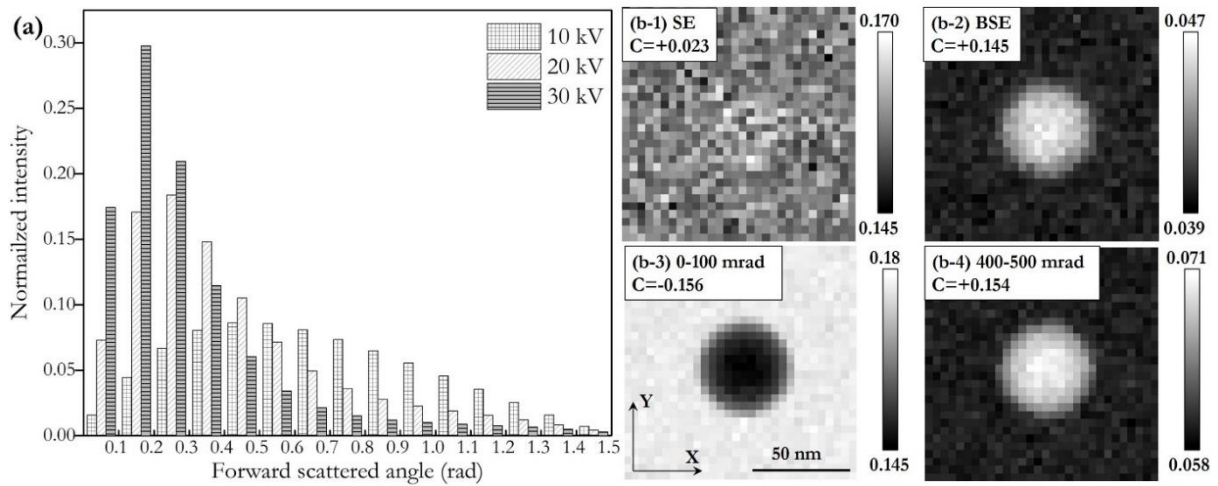 (a)
0.30
0.25
0.20
0.15
0.10
0.05
0.00
Normailzed intensity
10 kV
20 kV
30 kV
0.1 0.2 0.3 0.4 0.5 0.6 0.7 0.8 0.9 1.0 1.1 1.2 1.3 1.4 1.5
Forward scattered angle (rad)
(b-1) SE
C=+0.023
0.170
0.145
(b-2) BSE
C=+0.145
0.047
0.039
(b-3) 0-100 mrad
C=-0.156
Y
X
50 nm
0.18
0.145
(b-4) 400-500 mrad
C=+0.154
0.071
0.058